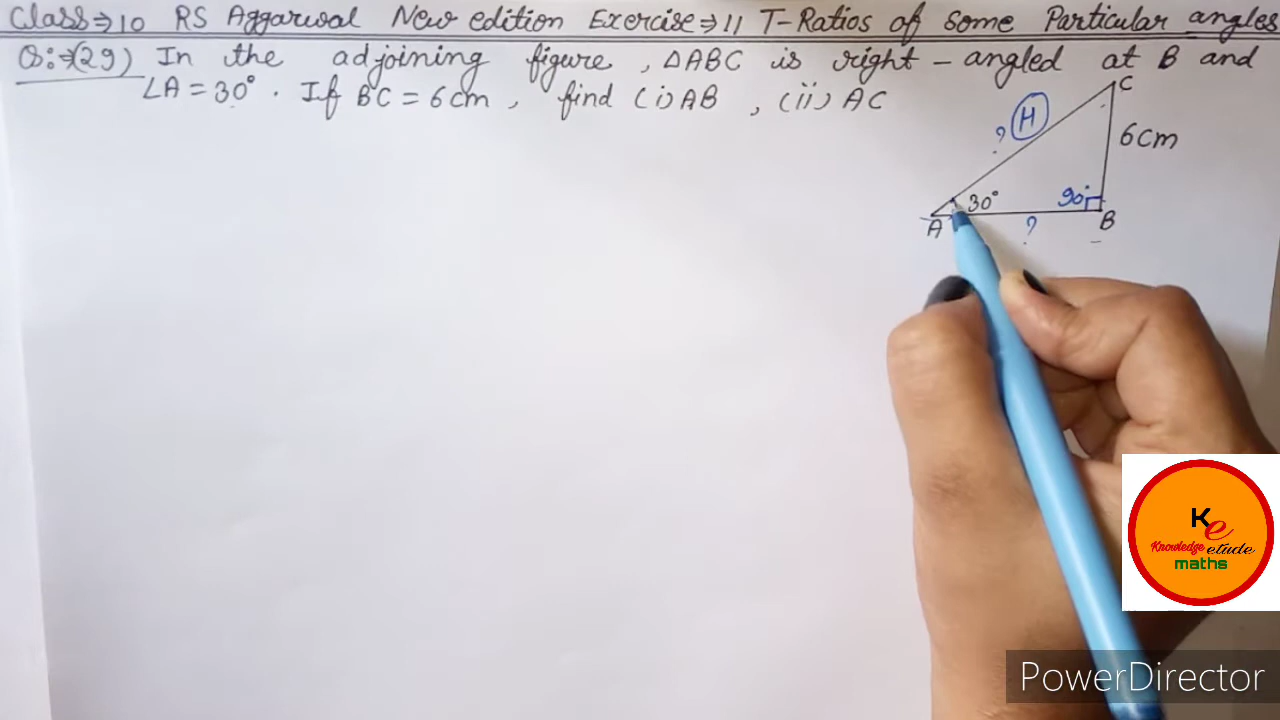 Class⇒10 RS Aggarwal New edition Exercise⇒11 T-Ratios of some Particular angles
Q:⇒(29) In the adjoining figure, ΔABC is right-angled at B and
∠A = 30°. If BC = 6cm, find (i) AB, (ii) AC
C
H
?
6cm
30°
90°
A
?
B
Ke
Knowledge etude
maths
PowerDirector